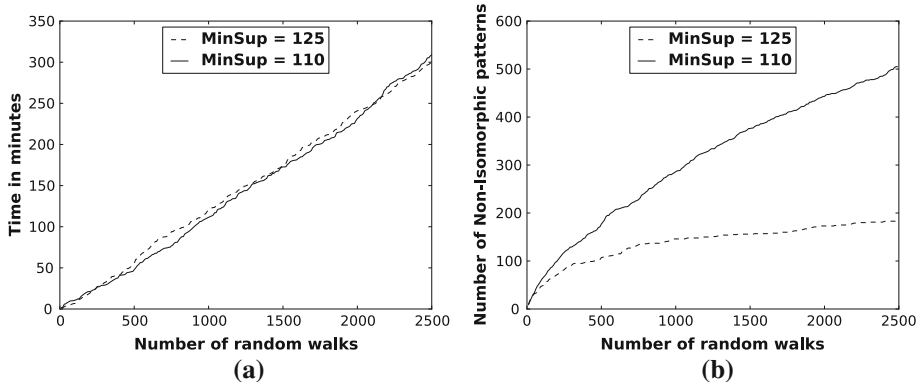 Time in minutes
350
300
250
200
150
100
50
0
MinSup = 125
MinSup = 110
0 500 1000 1500 2000 2500
Number of random walks
(a)
Number of Non-Isomorphic patterns
600
500
400
300
200
100
0
MinSup = 125
MinSup = 110
0 500 1000 1500 2000 2500
Number of random walks
(b)